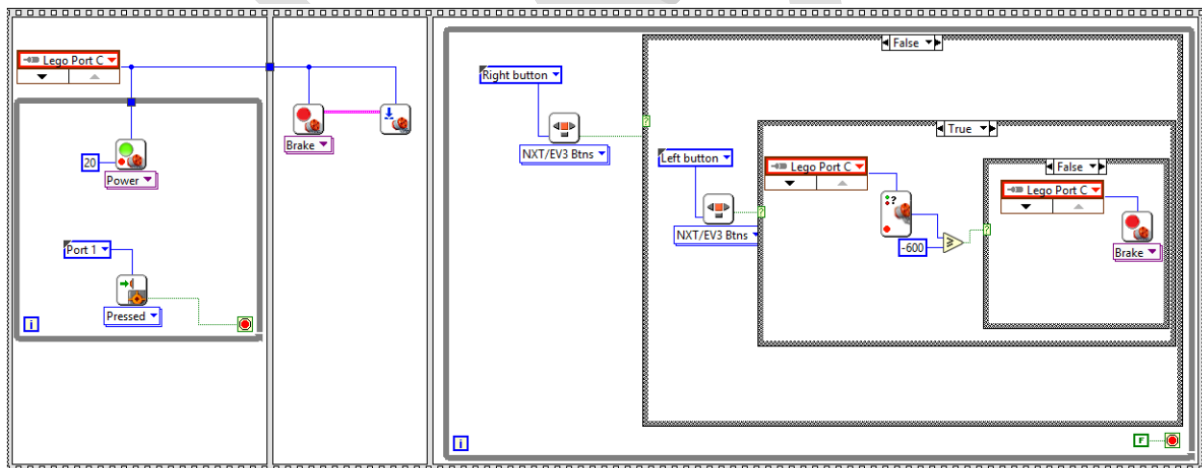 Lego Port C
20
Power
Port 1
Pressed
i
Brake
Right button
NXT/EV3 Btns
False
?
Left button
NXT/EV3 Btns
True
?
Lego Port C
?
-600
≥
False
?
Lego Port C
Brake
i
F